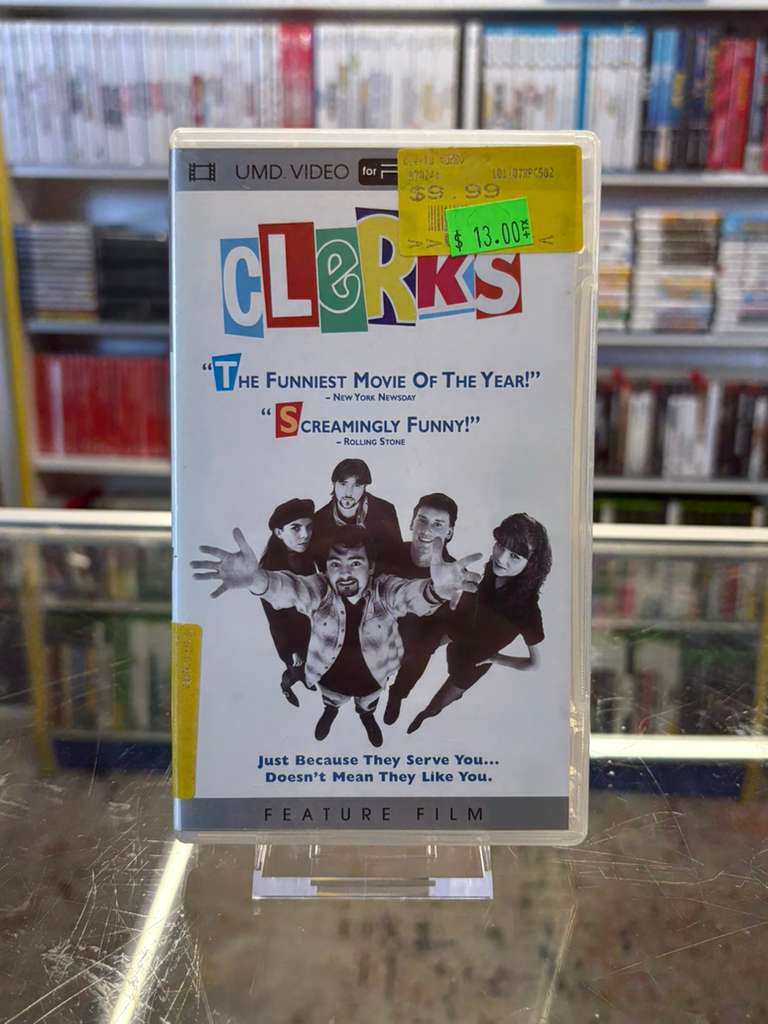 UMD. VIDEO for P
$9.99
$ 13.00 +TX
CLeRKS
“The Funniest Movie Of The Year!”
– New York Newsday
“Screamingly Funny!”
– Rolling Stone
Just Because They Serve You...
Doesn't Mean They Like You.
FEATURE FILM